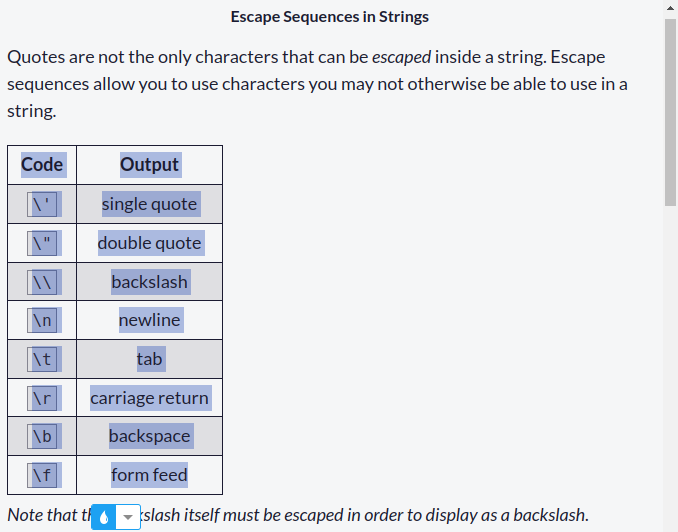 Escape Sequences in Strings
Quotes are not the only characters that can be escaped inside a string. Escape
sequences allow you to use characters you may not otherwise be able to use in a
string.
Code Output
\' single quote
\" double quote
\\ backslash
\n newline
\t tab
\r carriage return
\b backspace
\f form feed
Note that itself must be escaped in order to display as a backslash.